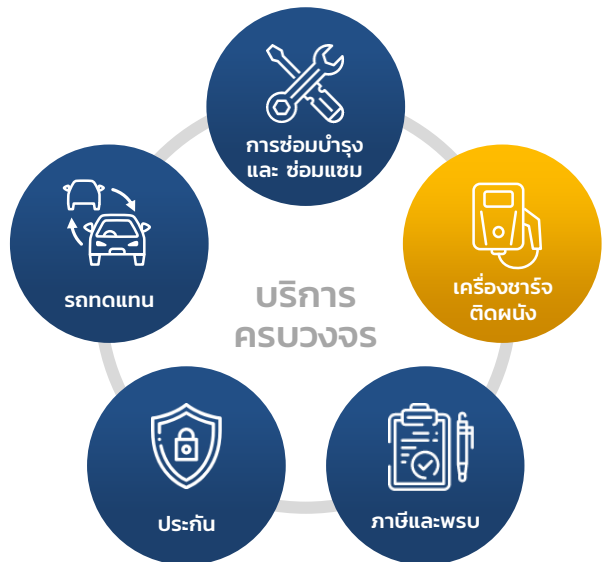 การซ่อมบำรุง
และ ซ่อมแซม
เครื่องชาร์จ
ติดผนัง
รถทดแทน
บริการ
ครบวงจร
ประกัน
ภาษีและพรบ